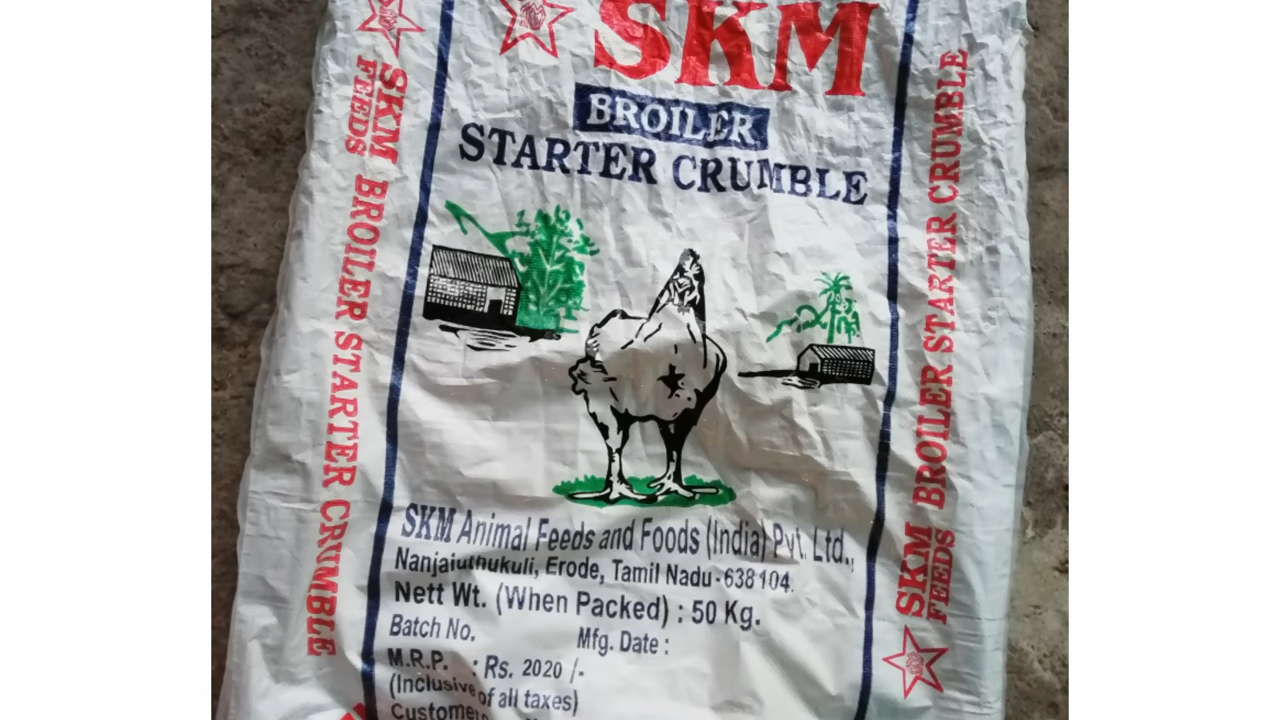 SKM
BROILER
STARTER CRUMBLE
SKM
FEEDS
BROILER STARTER CRUMBLE
SKM Animal Feeds and Foods (India) Pvt. Ltd.,
Nanjaiuthukuli, Erode, Tamil Nadu - 638 104.
Nett Wt. (When Packed) : 50 Kg.
Batch No. Mfg. Date :
M.R.P. : Rs. 2020 /-
(Inclusive of all taxes)
SKM
FEEDS
BROILER STARTER CRUMBLE